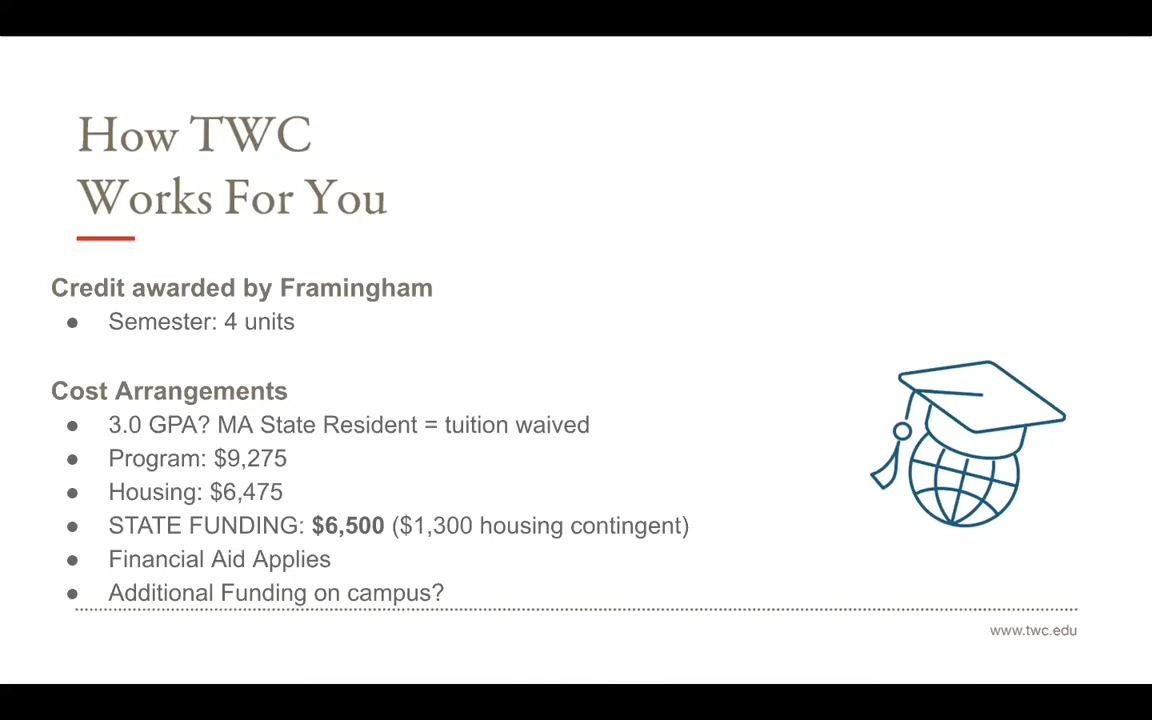 How TWC
Works For You
Credit awarded by Framingham
● Semester: 4 units
Cost Arrangements
● 3.0 GPA? MA State Resident = tuition waived
● Program: $9,275
● Housing: $6,475
● STATE FUNDING: $6,500 ($1,300 housing contingent)
● Financial Aid Applies
● Additional Funding on campus?
www.twc.edu